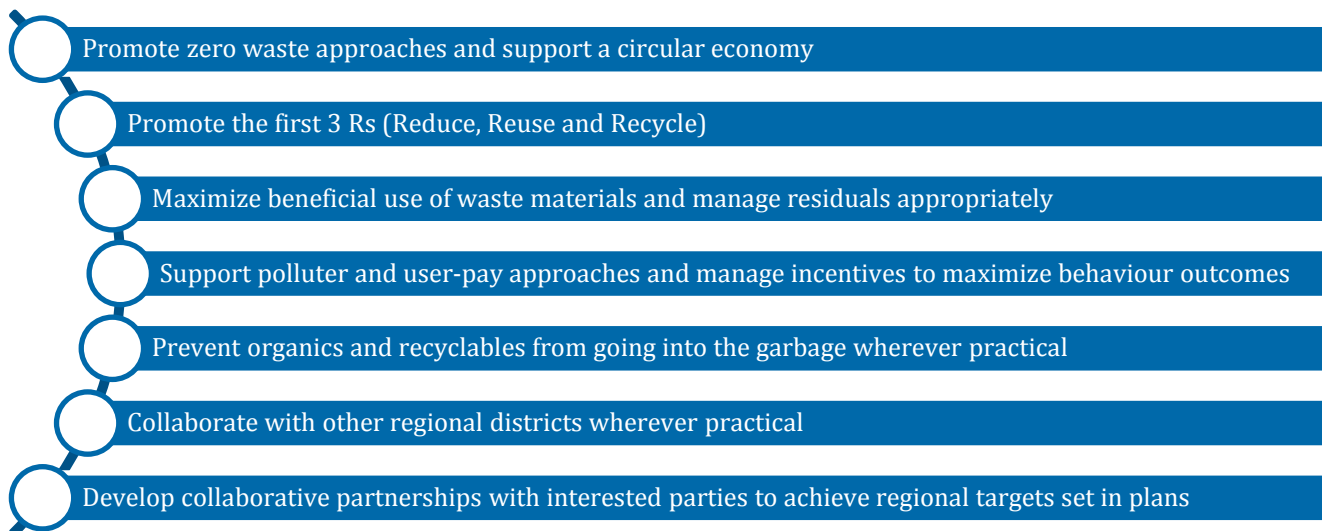 Promote zero waste approaches and support a circular economy
Promote the first 3 Rs (Reduce, Reuse and Recycle)
Maximize beneficial use of waste materials and manage residuals appropriately
Support polluter and user-pay approaches and manage incentives to maximize behaviour outcomes
Prevent organics and recyclables from going into the garbage wherever practical
Collaborate with other regional districts wherever practical
Develop collaborative partnerships with interested parties to achieve regional targets set in plans